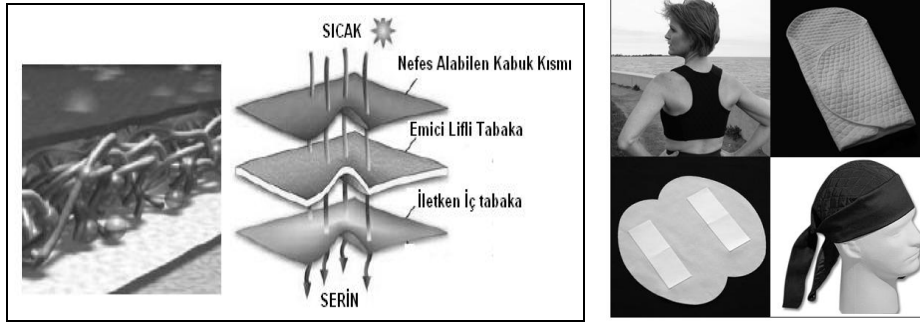 SICAK
Nefes Alabilen Kabuk Kısmı
Emici Lifli Tabaka
İletken İç tabaka
SERİN